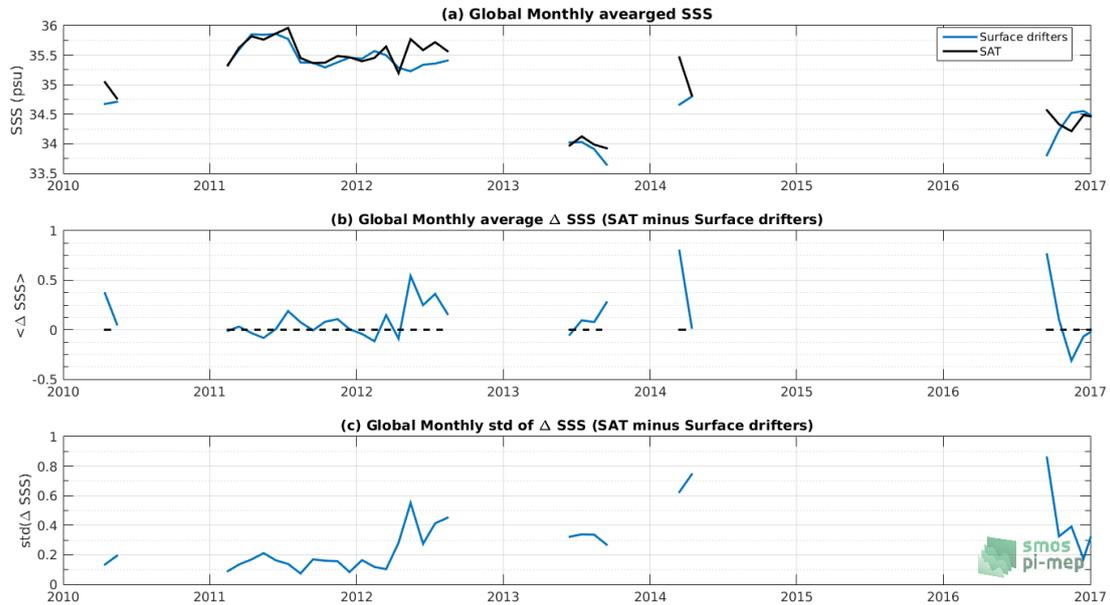 (a) Global Monthly avearged SSS
36
35.5
35
34.5
34
33.5
SSS (psu)
Surface drifters
SAT
2010 2011 2012 2013 2014 2015 2016 2017
(b) Global Monthly average Δ SSS (SAT minus Surface drifters)
1
0.5
0
-0.5
<Δ SSS>
2010 2011 2012 2013 2014 2015 2016 2017
(c) Global Monthly std of Δ SSS (SAT minus Surface drifters)
1
0.8
0.6
0.4
0.2
0
std(Δ SSS)
smos
pi-mep
2010 2011 2012 2013 2014 2015 2016 2017